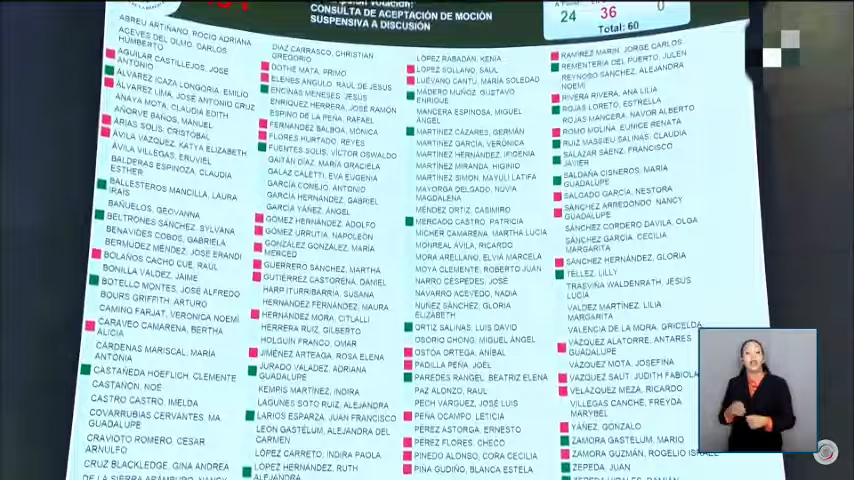 CONSULTA DE ACEPTACIÓN DE MOCIÓN
SUSPENSIVA A DISCUSIÓN
24
36
0
Total: 60
ABREU ARTIÑANO, ROCÍO ADRIANA
ACEVES DEL OLMO, CARLOS
HUMBERTO
AGUILAR CASTILLEJOS, JOSE
ANTONIO
ÁLVAREZ ICAZA LONGORIA, EMILIO
ÁLVAREZ LIMA, JOSÉ ANTONIO CRUZ
ANAYA MOTA, CLAUDIA EDITH
AÑORVE BAÑOS, MANUEL
ARIAS SOLIS, CRISTÓBAL
ÁVILA VÁZQUEZ, KATYA ELIZABETH
ÁVILA VILLEGAS, ERUVIEL
BALDERAS ESPINOZA, CLAUDIA
ESTHER
BALLESTEROS MANCILLA, LAURA
IRAIS
BAÑUELOS, GEOVANNA
BELTRONES SÁNCHEZ, SYLVANA
BENAVIDES COBOS, GABRIELA
BERMÚDEZ MÉNDEZ, JOSÉ ERANDI
BOLAÑOS CACHO CUE, RAÚL
BONILLA VALDEZ, JAIME
BOTELLO MONTES, JOSÉ ALFREDO
BOURS GRIFFITH, ARTURO
CAMINO FARJAT, VERÓNICA NOEMÍ
CARAVEO CAMARENA, BERTHA
ALICIA
CÁRDENAS MARISCAL, MARÍA
ANTONIA
CASTAÑEDA HOEFLICH, CLEMENTE
CASTAÑÓN, NOÉ
CASTRO CASTRO, IMELDA
COVARRUBIAS CERVANTES, MA.
GUADALUPE
CRAVIOTO ROMERO, CÉSAR
ARNULFO
CRUZ BLACKLEDGE, GINA ANDREA
DÍAZ CARRASCO, CHRISTIAN
GREGORIO
DOTHE MATA, PRIMO
ELENES ANGULO, RAÚL DE JESÚS
ENCINAS MENESES, JESÚS
ENRÍQUEZ HERRERA, JOSÉ RAMÓN
ESPINO DE LA PEÑA, RAFAEL
FERNÁNDEZ BALBOA, MÓNICA
FLORES HURTADO, REYES
FUENTES SOLÍS, VÍCTOR OSWALDO
GAITÁN DÍAZ, MARÍA GRACIELA
GALAZ CALETTI, EVA EUGENIA
GARCÍA CONEJO, ANTONIO
GARCÍA HERNÁNDEZ, GABRIEL
GARCÍA YÁÑEZ, ÁNGEL
GÓMEZ HERNÁNDEZ, ADOLFO
GÓMEZ URRUTIA, NAPOLEÓN
GONZÁLEZ GONZÁLEZ, MARÍA
MERCED
GUERRERO SÁNCHEZ, MARTHA
GUTIÉRREZ CASTORENA, DANIEL
HARP ITURRIBARRÍA, SUSANA
HERNÁNDEZ FERNÁNDEZ, MAURA
HERNÁNDEZ MORA, CITLALLI
HERRERA RUIZ, GILBERTO
HOLGUÍN FRANCO, OMAR
JIMÉNEZ ARTEAGA, ROSA ELENA
JURADO VALADEZ, ADRIANA
GUADALUPE
KEMPIS MARTÍNEZ, INDIRA
LAGUNES SOTO RUÍZ, ALEJANDRA
LARIOS ESPARZA, JUAN FRANCISCO
LEÓN GASTÉLUM, ALEJANDRA DEL
CARMEN
LÓPEZ CARRETO, INDIRA PAOLA
LÓPEZ HERNÁNDEZ, RUTH
ALEJANDRA
LÓPEZ RABADÁN, KENIA
LÓPEZ SOLLANO, SAÚL
LUÉVANO CANTÚ, MARÍA SOLEDAD
MADERO MUÑOZ, GUSTAVO
ENRIQUE
MANCERA ESPINOSA, MIGUEL
ÁNGEL
MARTÍNEZ CÁZARES, GERMÁN
MARTÍNEZ GARCÍA, VERÓNICA
MARTÍNEZ HERNÁNDEZ, IFIGENIA
MARTÍNEZ MIRANDA, HIGINIO
MARTÍNEZ SIMÓN, MAYULI LATIFA
MAYORGA DELGADO, NUVIA
MAGDALENA
MÉNDEZ ORTIZ, CASIMIRO
MERCADO CASTRO, PATRICIA
MICHER CAMARENA, MARTHA LUCÍA
MONREAL ÁVILA, RICARDO
MORA ARELLANO, ELVIA MARCELA
MOYA CLEMENTE, ROBERTO JUAN
NARRO CÉSPEDES, JOSÉ
NAVARRO ACEVEDO, NADIA
NÚÑEZ SÁNCHEZ, GLORIA
ELIZABETH
ORTIZ SALINAS, LUIS DAVID
OSORIO CHONG, MIGUEL ÁNGEL
OSTOA ORTEGA, ANÍBAL
PADILLA PEÑA, JOEL
PAREDES RANGEL, BEATRIZ ELENA
PAZ ALONZO, RAÚL
PECH VÁRGUEZ, JOSÉ LUIS
PEÑA OCAMPO, LETICIA
PÉREZ ASTORGA, ERNESTO
PÉREZ FLORES, CHECO
PINEDO ALONSO, CORA CECILIA
PIÑA GUDIÑO, BLANCA ESTELA
RAMÍREZ MARÍN, JORGE CARLOS
REMENTERÍA DEL PUERTO, JULEN
REYNOSO SÁNCHEZ, ALEJANDRA
NOEMÍ
RIVERA RIVERA, ANA LILIA
ROJAS LORETO, ESTRELLA
ROJAS MANCERA, NAVOR ALBERTO
ROMO MOLINA, EUNICE RENATA
RUIZ MASSIEU SALINAS, CLAUDIA
SALAZAR SÁENZ, FRANCISCO
JAVIER
SALDAÑA CISNEROS, MARÍA
GUADALUPE
SALGADO GARCÍA, NESTORA
SÁNCHEZ ARREDONDO, NANCY
GUADALUPE
SÁNCHEZ CORDERO DÁVILA, OLGA
SÁNCHEZ GARCÍA, CECILIA
MARGARITA
SÁNCHEZ HERNÁNDEZ, GLORIA
TÉLLEZ, LILLY
TRASVIÑA WALDENRATH, JESÚS
LUCÍA
VALDEZ MARTÍNEZ, LILIA
MARGARITA
VALENCIA DE LA MORA, GRICELDA
VÁZQUEZ ALATORRE, ANTARES
GUADALUPE
VÁZQUEZ MOTA, JOSEFINA
VÁZQUEZ SAUT, JUDITH FABIOLA
VELÁZQUEZ MEZA, RICARDO
VILLEGAS CANCHÉ, FREYDA
MARYBEL
YÁÑEZ, GONZALO
ZAMORA GASTÉLUM, MARIO
ZAMORA GUZMÁN, ROGELIO ISRAEL
ZEPEDA, JUAN